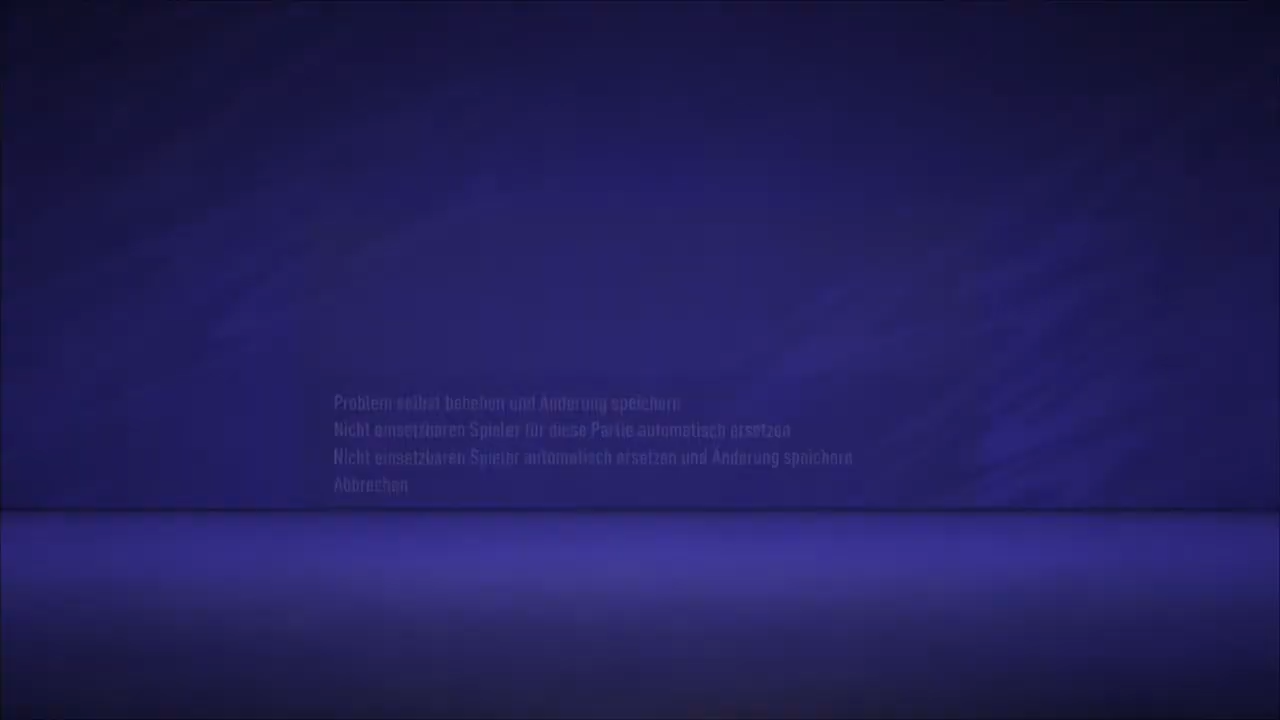 Problem selbst beheben und Änderung speichern
Nicht einsetzbaren Spieler für diese Partie automatisch ersetzen
Nicht einsetzbaren Spieler automatisch ersetzen und Änderung speichern
Abbrechen